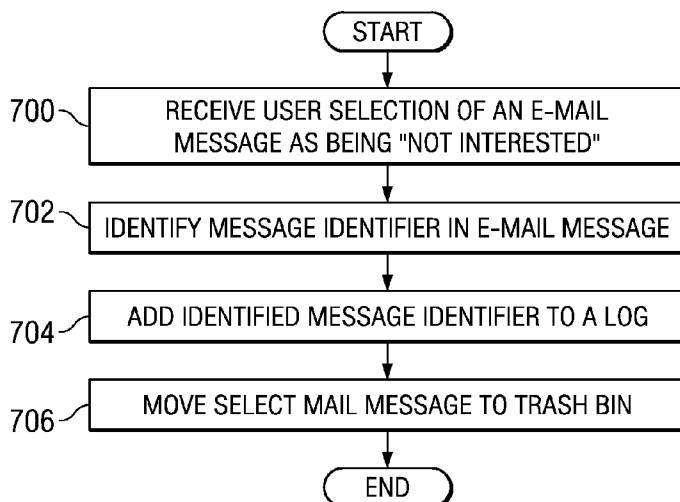 START
700
RECEIVE USER SELECTION OF AN E-MAIL
MESSAGE AS BEING "NOT INTERESTED"
702
IDENTIFY MESSAGE IDENTIFIER IN E-MAIL MESSAGE
704
ADD IDENTIFIED MESSAGE IDENTIFIER TO A LOG
706
MOVE SELECT MAIL MESSAGE TO TRASH BIN
END